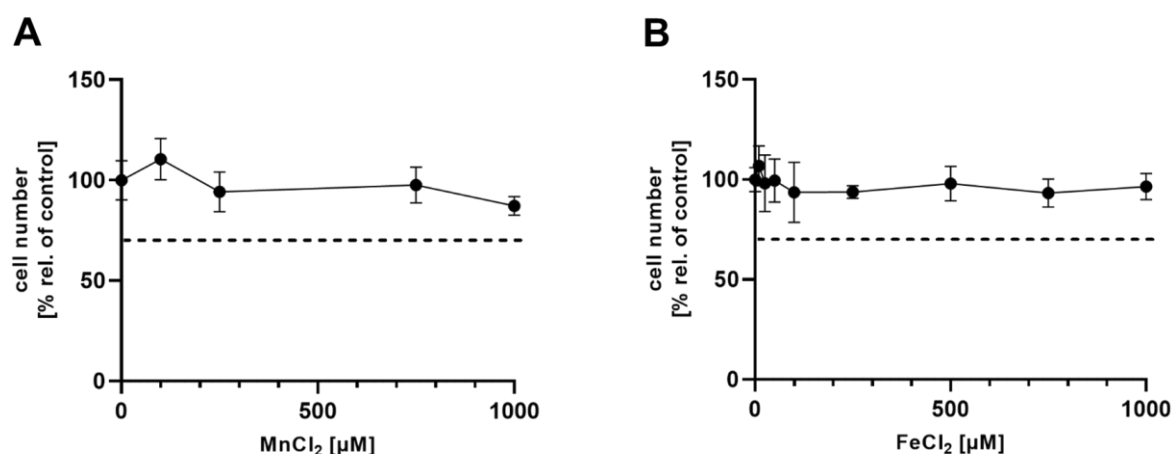 A
cell number
[% rel. of control]
150
100
50
0
0
500
1000
MnCl₂ [µM]
B
cell number
[% rel. of control]
150
100
50
0
0
500
1000
FeCl₂ [µM]